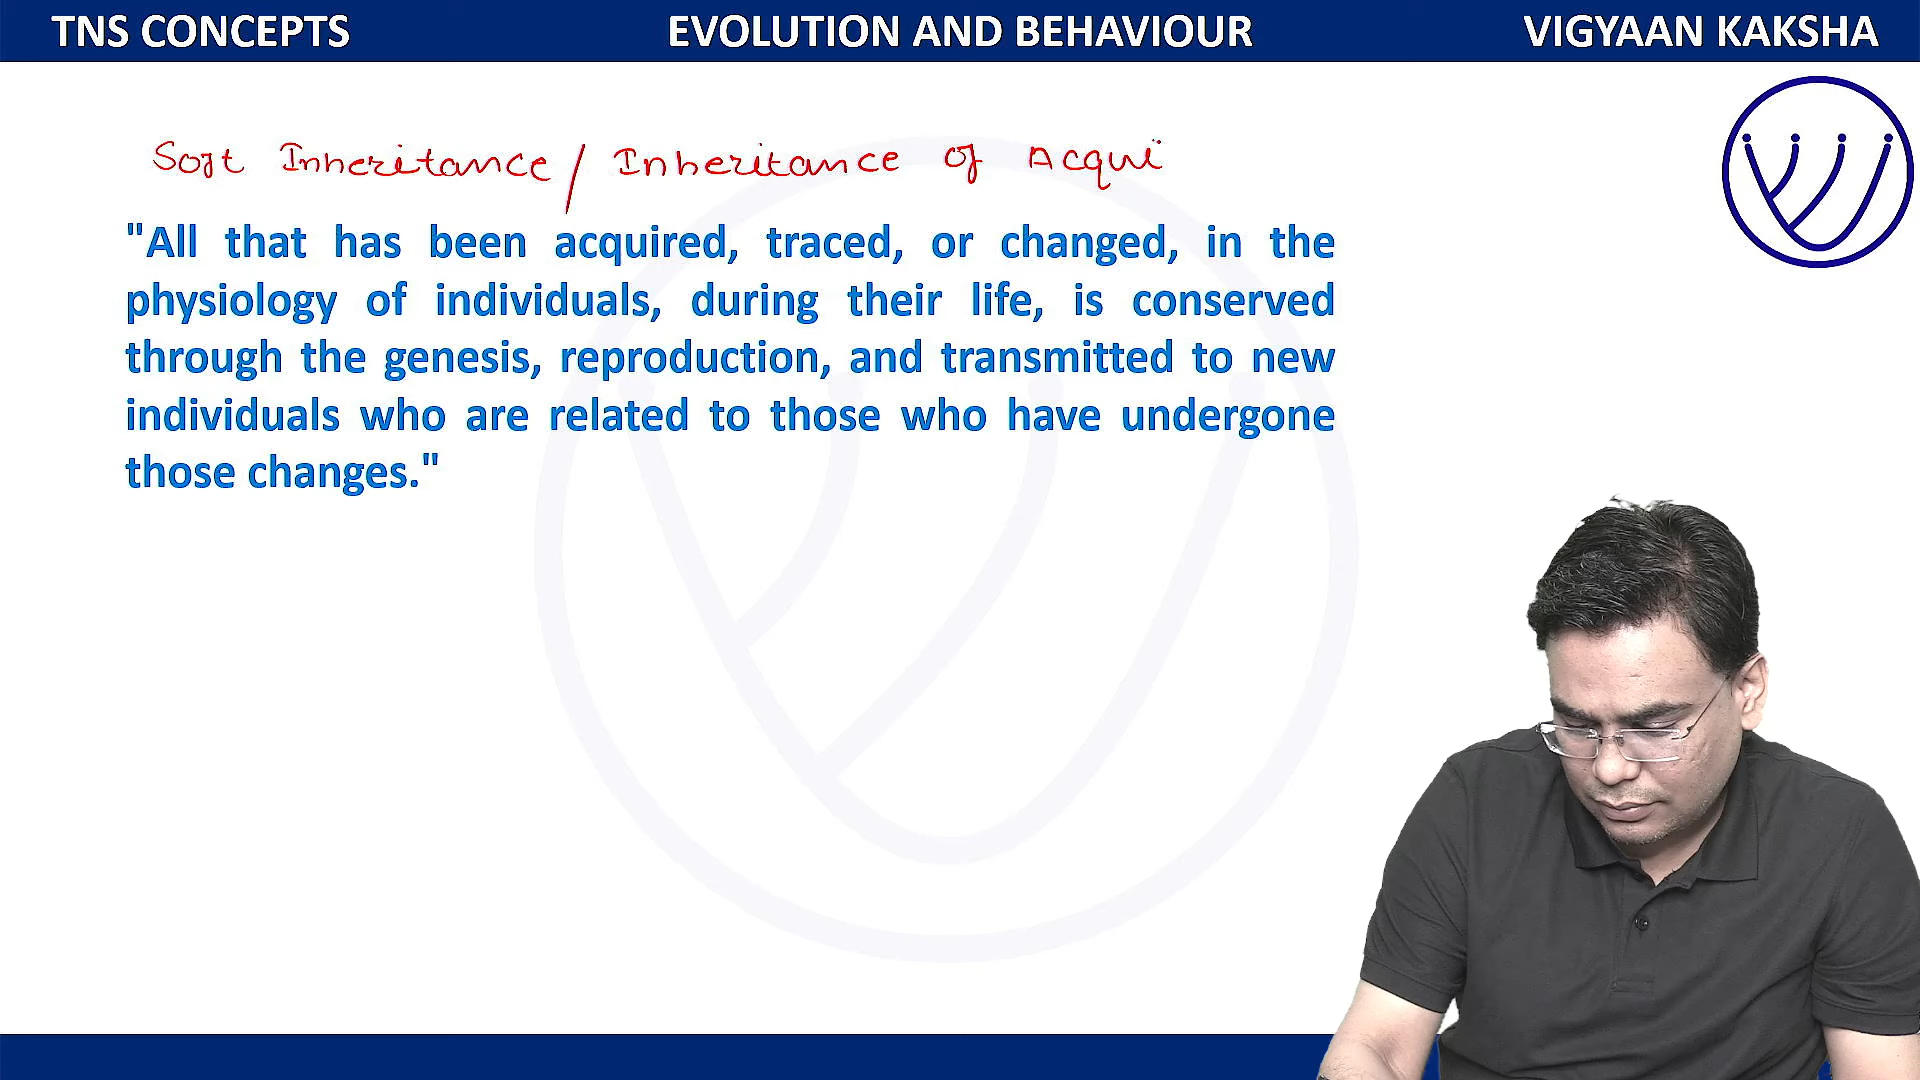 TNS CONCEPTS EVOLUTION AND BEHAVIOUR VIGYAAN KAKSHA
Soft Inheritance / Inheritance of Acqui
"All that has been acquired, traced, or changed, in the
physiology of individuals, during their life, is conserved
through the genesis, reproduction, and transmitted to new
individuals who are related to those who have undergone
those changes."